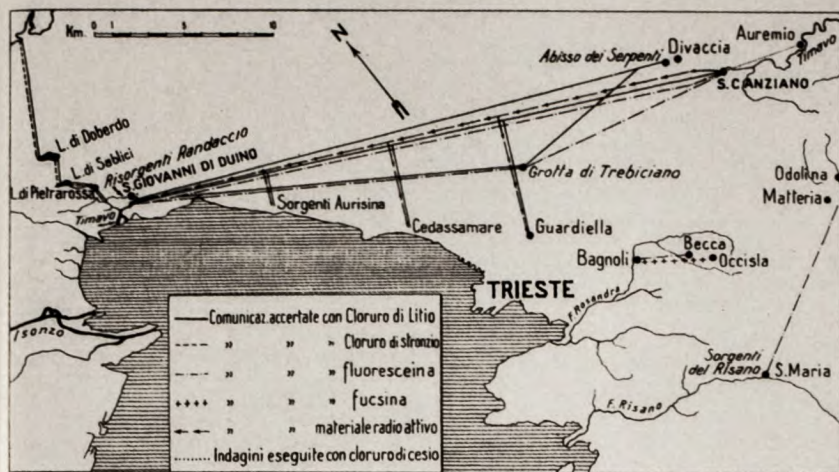 Km. 0 1 5 10
N
Auremio
Abisso dei Serpenti
Divaccia
Timavo
S. CANZIANO
L. di Doberdo
L. di Sablici
Risorgenti Randaccio
L. di Pietrarossa
S. GIOVANNI DI DUINO
Timavo
Grotta di Trebiciano
Odolina
Matteria
Sorgenti Aurisina
Cedassamare
Guardiella
Becca
Bagnoli
Occisla
TRIESTE
F. Rosandra
Isonzo
Sorgenti
del Risano
S. Maria
F. Risano
Comunicaz. accertate con Cloruro di Litio
» » » Cloruro di stronzio
» » » fluoresceina
» » » fucsina
» » » materiale radio attivo
Indagini eseguite con cloruro di cesio